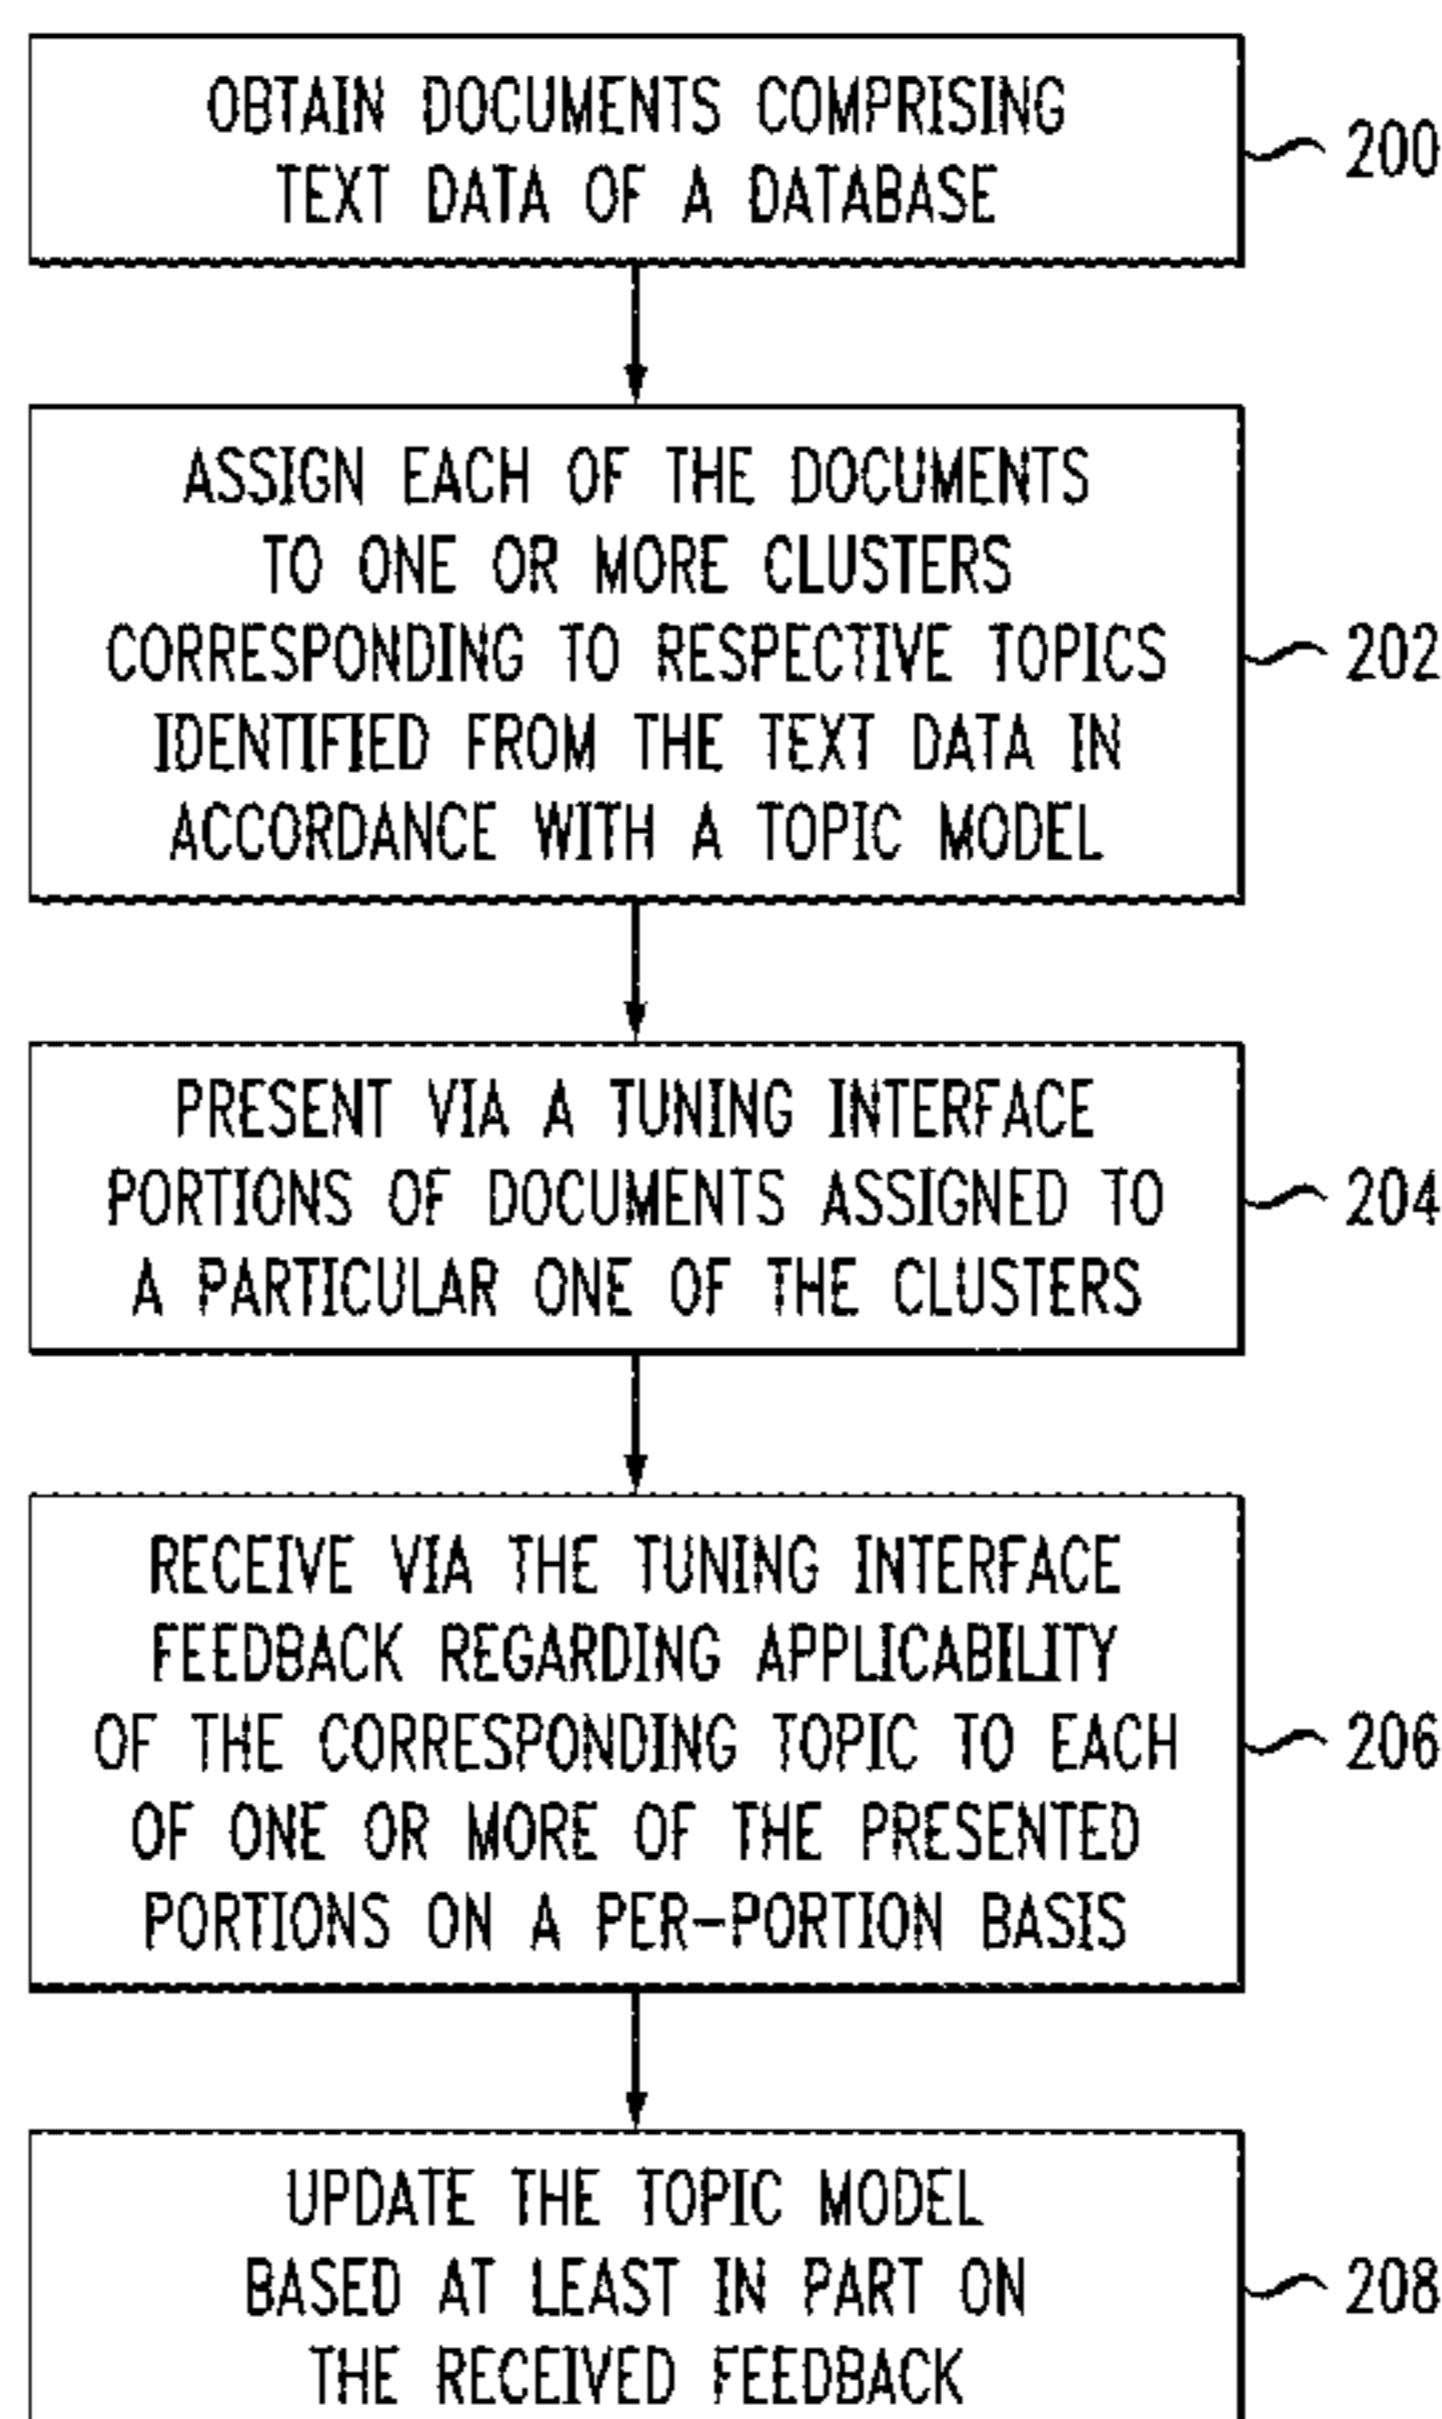 OBTAIN DOCUMENTS COMPRISING
TEXT DATA OF A DATABASE
200
ASSIGN EACH OF THE DOCUMENTS
TO ONE OR MORE CLUSTERS
CORRESPONDING TO RESPECTIVE TOPICS
IDENTIFIED FROM THE TEXT DATA IN
ACCORDANCE WITH A TOPIC MODEL
202
PRESENT VIA A TUNING INTERFACE
PORTIONS OF DOCUMENTS ASSIGNED TO
A PARTICULAR ONE OF THE CLUSTERS
204
RECEIVE VIA THE TUNING INTERFACE
FEEDBACK REGARDING APPLICABILITY
OF THE CORRESPONDING TOPIC TO EACH
OF ONE OR MORE OF THE PRESENTED
PORTIONS ON A PER-PORTION BASIS
206
UPDATE THE TOPIC MODEL
BASED AT LEAST IN PART ON
THE RECEIVED FEEDBACK
208